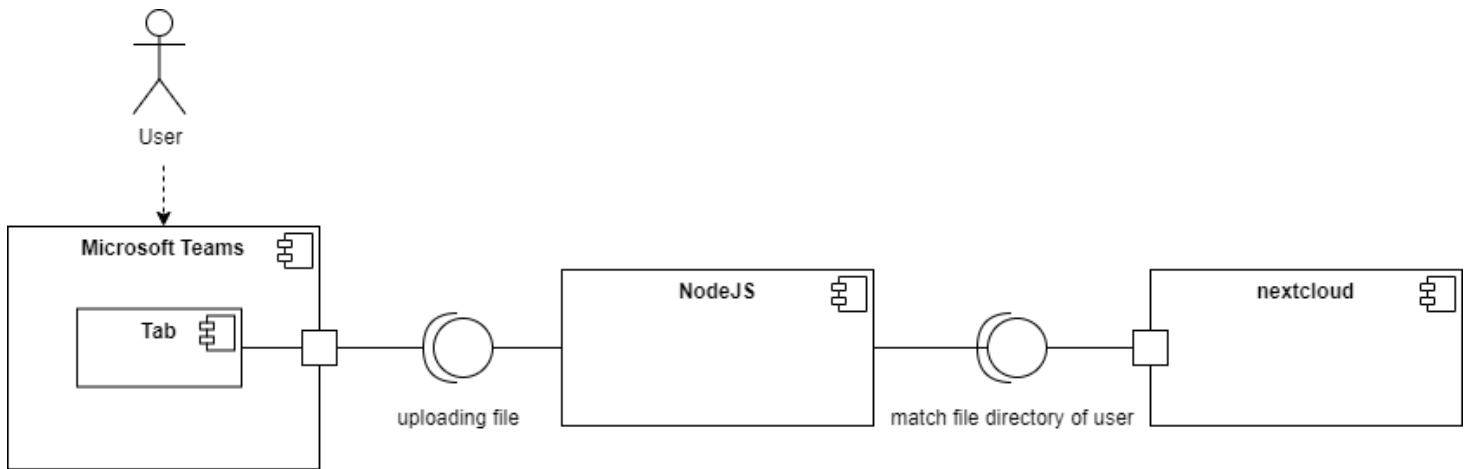 User
Microsoft Teams
Tab
uploading file
NodeJS
match file directory of user
nextcloud